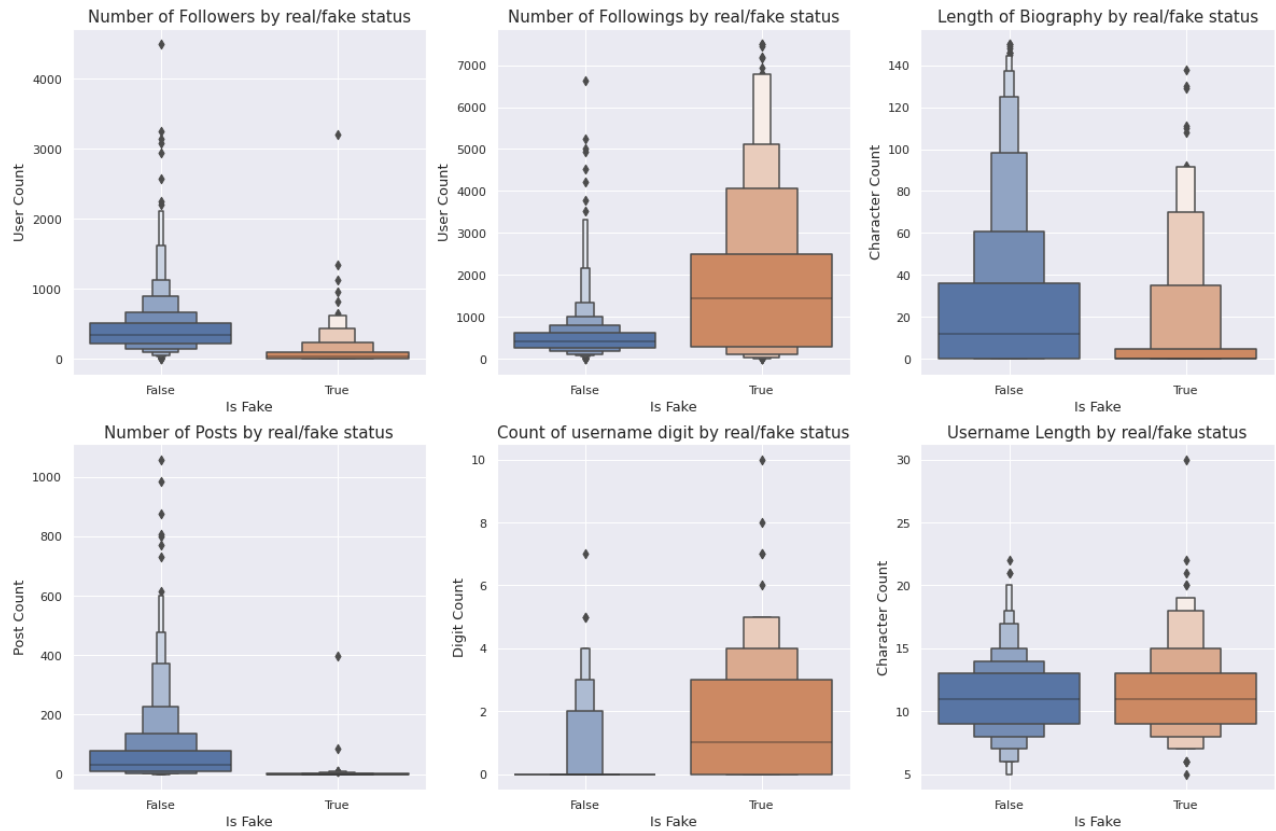 Number of Followers by real/fake status
User Count
4000
3000
2000
1000
0
False
True
Is Fake
Number of Followings by real/fake status
User Count
7000
6000
5000
4000
3000
2000
1000
0
False
True
Is Fake
Length of Biography by real/fake status
Character Count
140
120
100
80
60
40
20
0
False
True
Is Fake
Number of Posts by real/fake status
Post Count
1000
800
600
400
200
0
False
True
Is Fake
Count of username digit by real/fake status
Digit Count
10
8
6
4
2
0
False
True
Is Fake
Username Length by real/fake status
Character Count
30
25
20
15
10
5
False
True
Is Fake